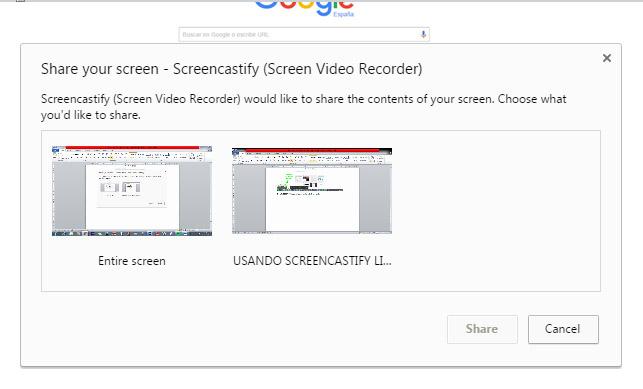 Google
España
Buscar en Google o escribe URL
Share your screen - Screencastify (Screen Video Recorder)
Screencastify (Screen Video Recorder) would like to share the contents of your screen. Choose what
you'd like to share.
Entire screen
USANDO SCREENCASTIFY LI...
Share
Cancel